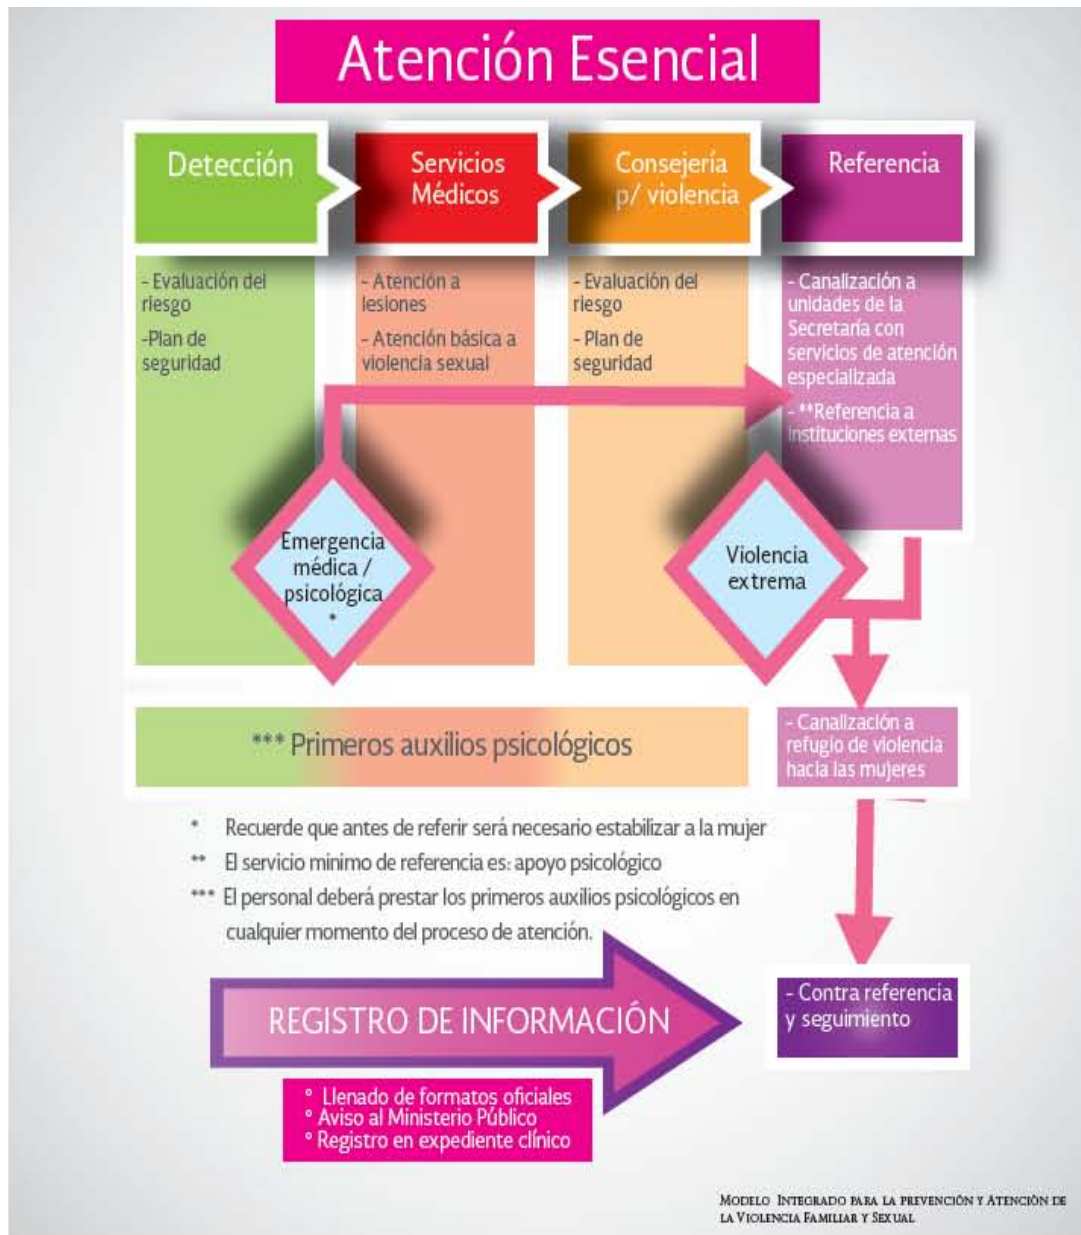 Atención Esencial
Detección
Servicios
Médicos
Consejería
p/ violencia
Referencia
- Evaluación del
riesgo
-Plan de
seguridad
- Atención a
lesiones
- Atención básica a
violencia sexual
- Evaluación del
riesgo
- Plan de
seguridad
- Canalización a
unidades de la
Secretaría con
servicios de atención
especializada
- **Referencia a
instituciones externas
Emergencia
médica /
psicológica
*
Violencia
extrema
*** Primeros auxilios psicológicos
- Canalización a
refugio de violencia
hacia las mujeres
* Recuerde que antes de referir será necesario estabilizar a la mujer
** El servicio mínimo de referencia es: apoyo psicológico
*** El personal deberá prestar los primeros auxilios psicológicos en
cualquier momento del proceso de atención.
REGISTRO DE INFORMACIÓN
° Llenado de formatos oficiales
° Aviso al Ministerio Público
° Registro en expediente clínico
- Contra referencia
y seguimiento
MODELO INTEGRADO PARA LA PREVENCIÓN Y ATENCIÓN DE
LA VIOLENCIA FAMILIAR Y SEXUAL